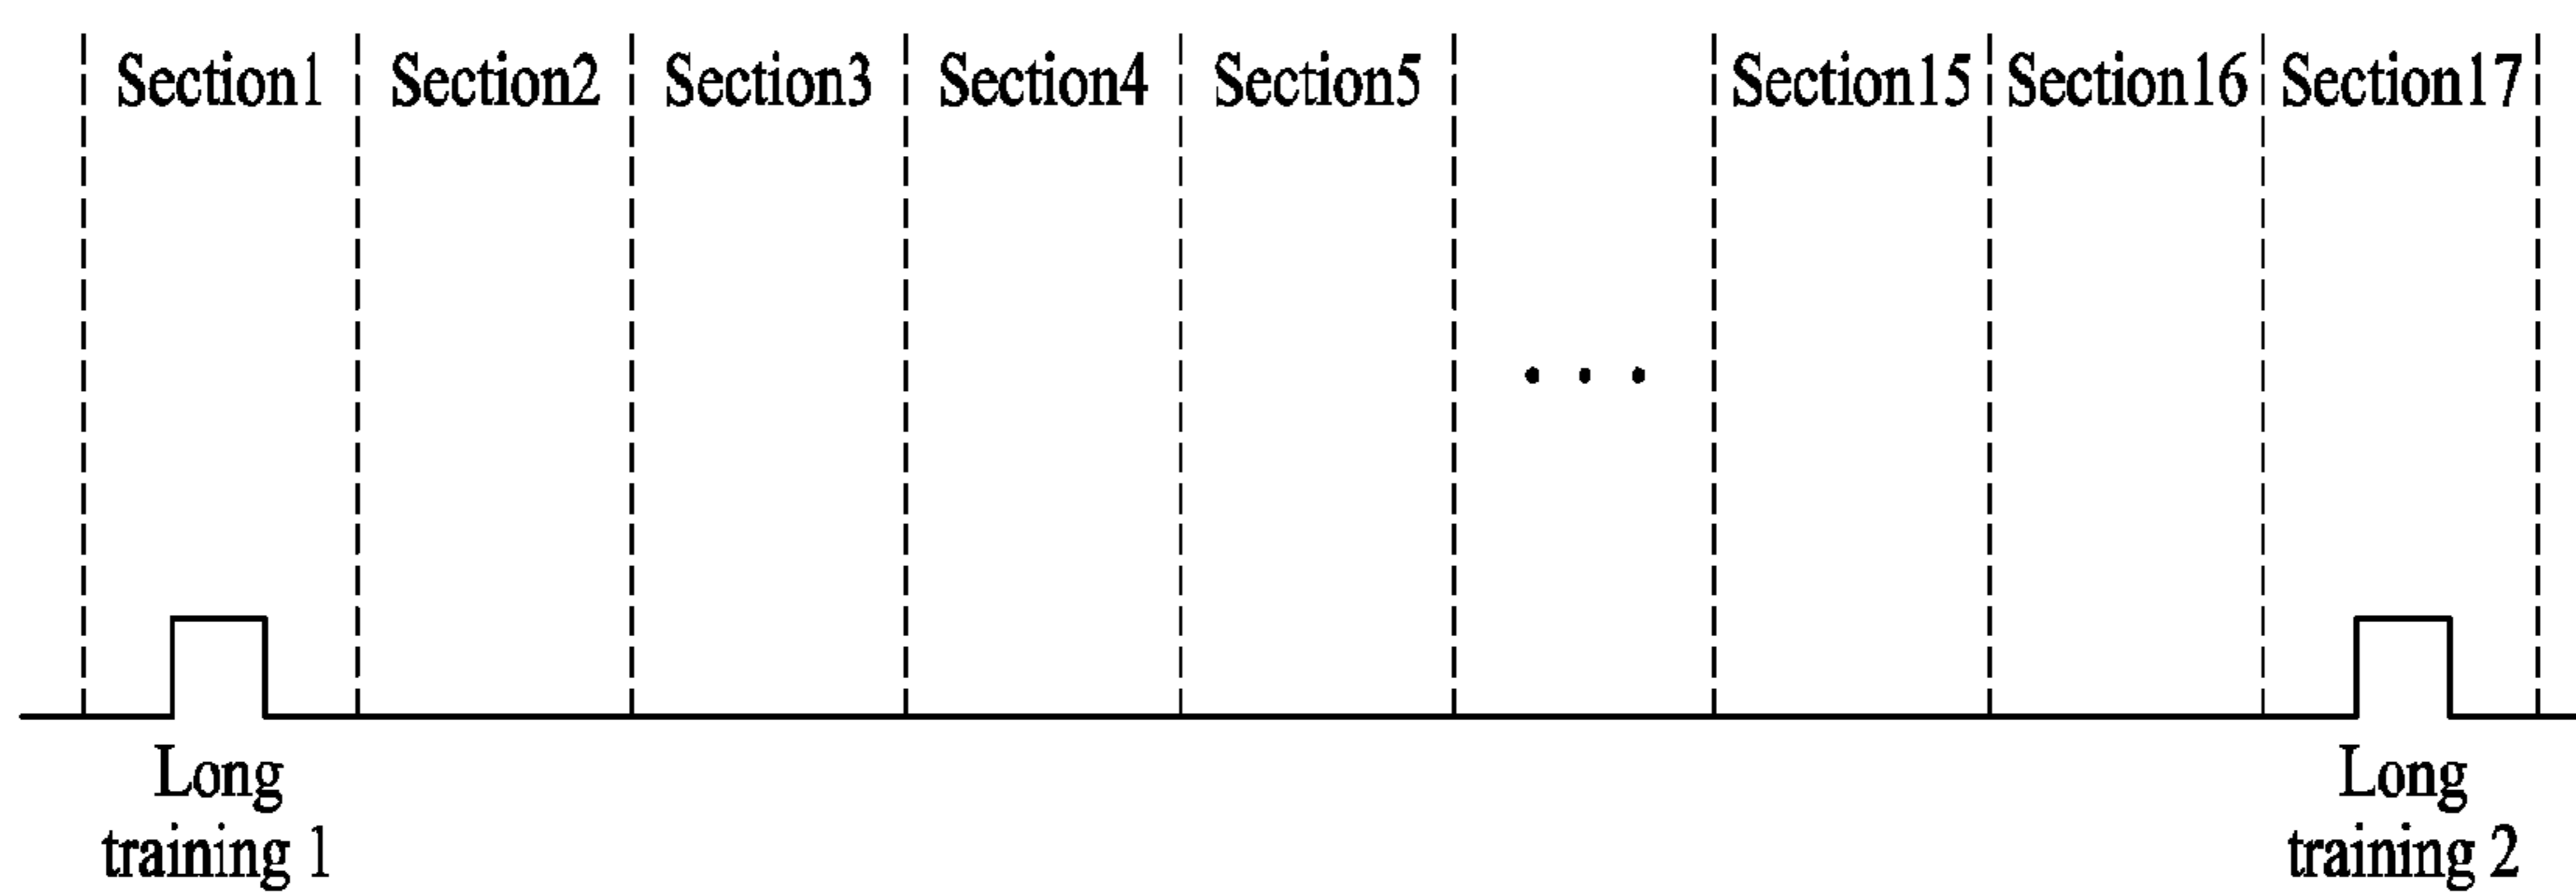 Section1 Section2 Section3 Section4 Section5 Section15 Section16 Section17
...
Long
training 1
Long
training 2